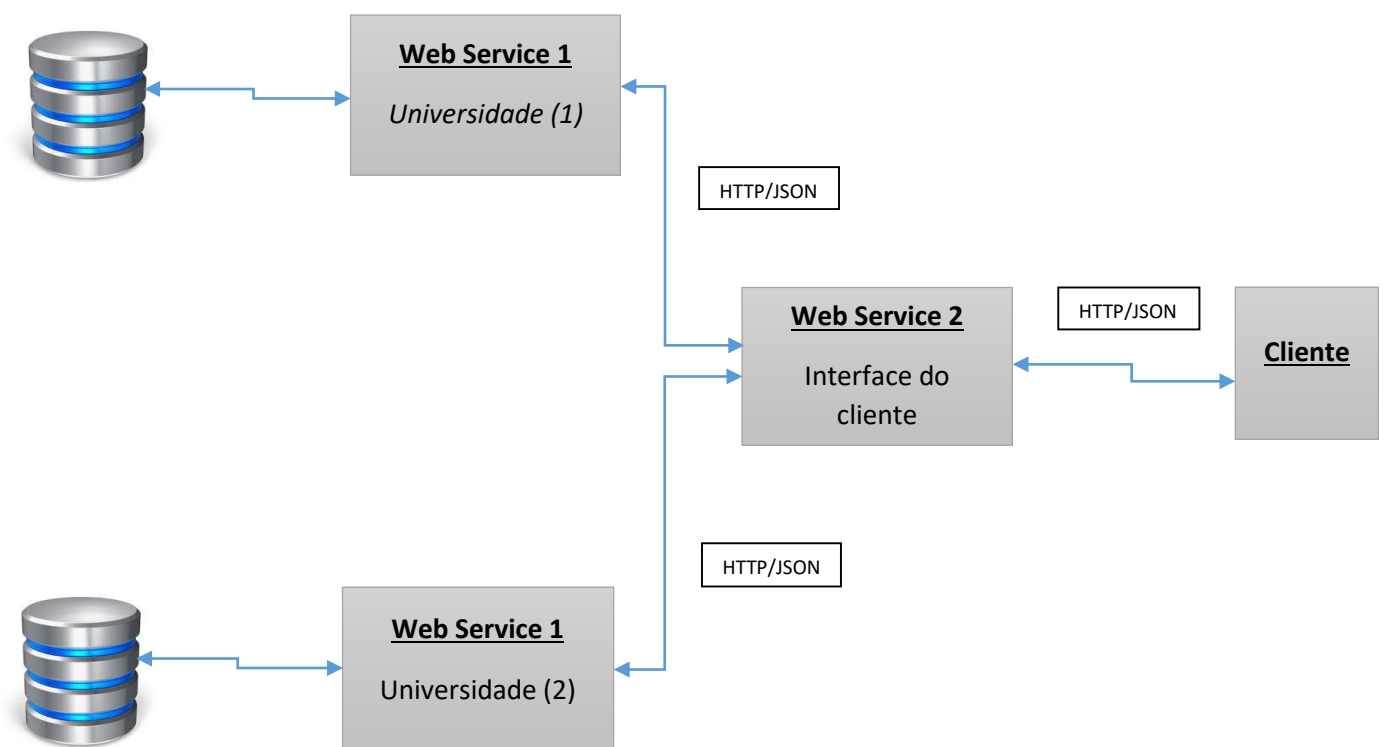 Web Service 1
Universidade (1)
HTTP/JSON
Web Service 2
Interface do
cliente
HTTP/JSON
Cliente
HTTP/JSON
Web Service 1
Universidade (2)